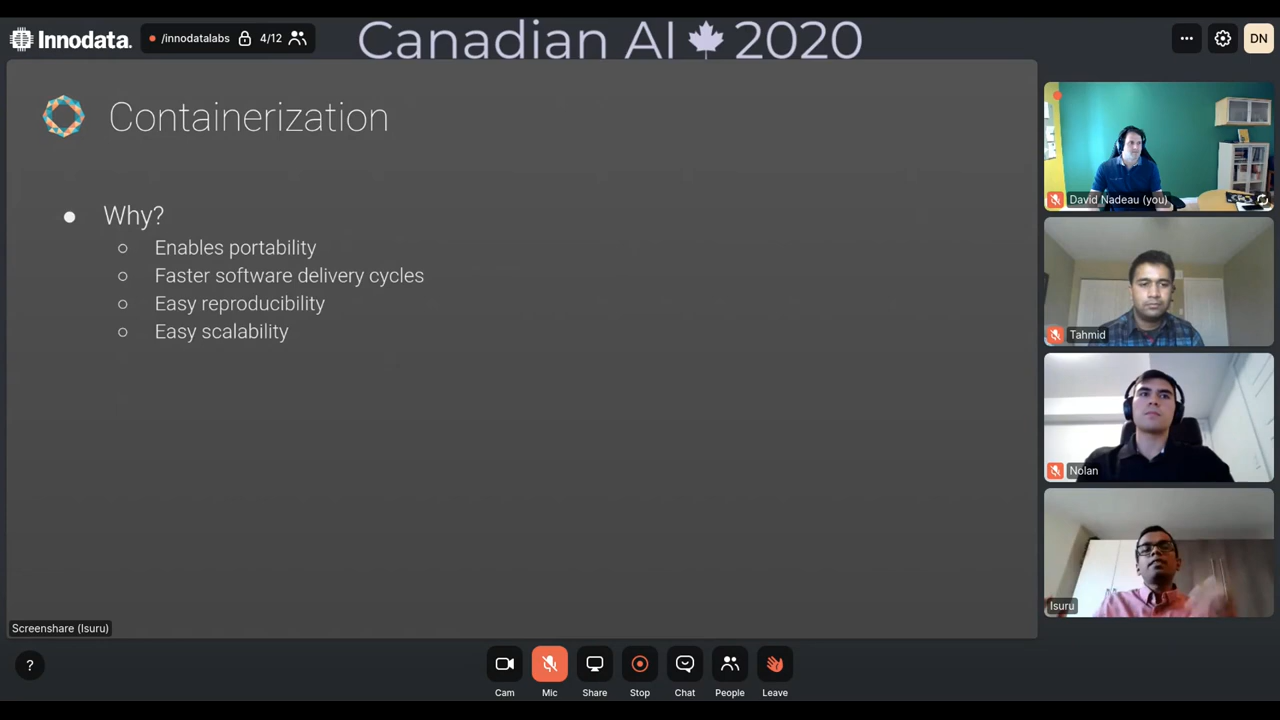 Innodata.
/innodatalabs 4/12
Canadian AI 2020
DN
Containerization
Why?
Enables portability
Faster software delivery cycles
Easy reproducibility
Easy scalability
David Nadeau (you)
Tahmid
Nolan
Isuru
Screenshare (Isuru)
?
Cam Mic Share Stop Chat People Leave